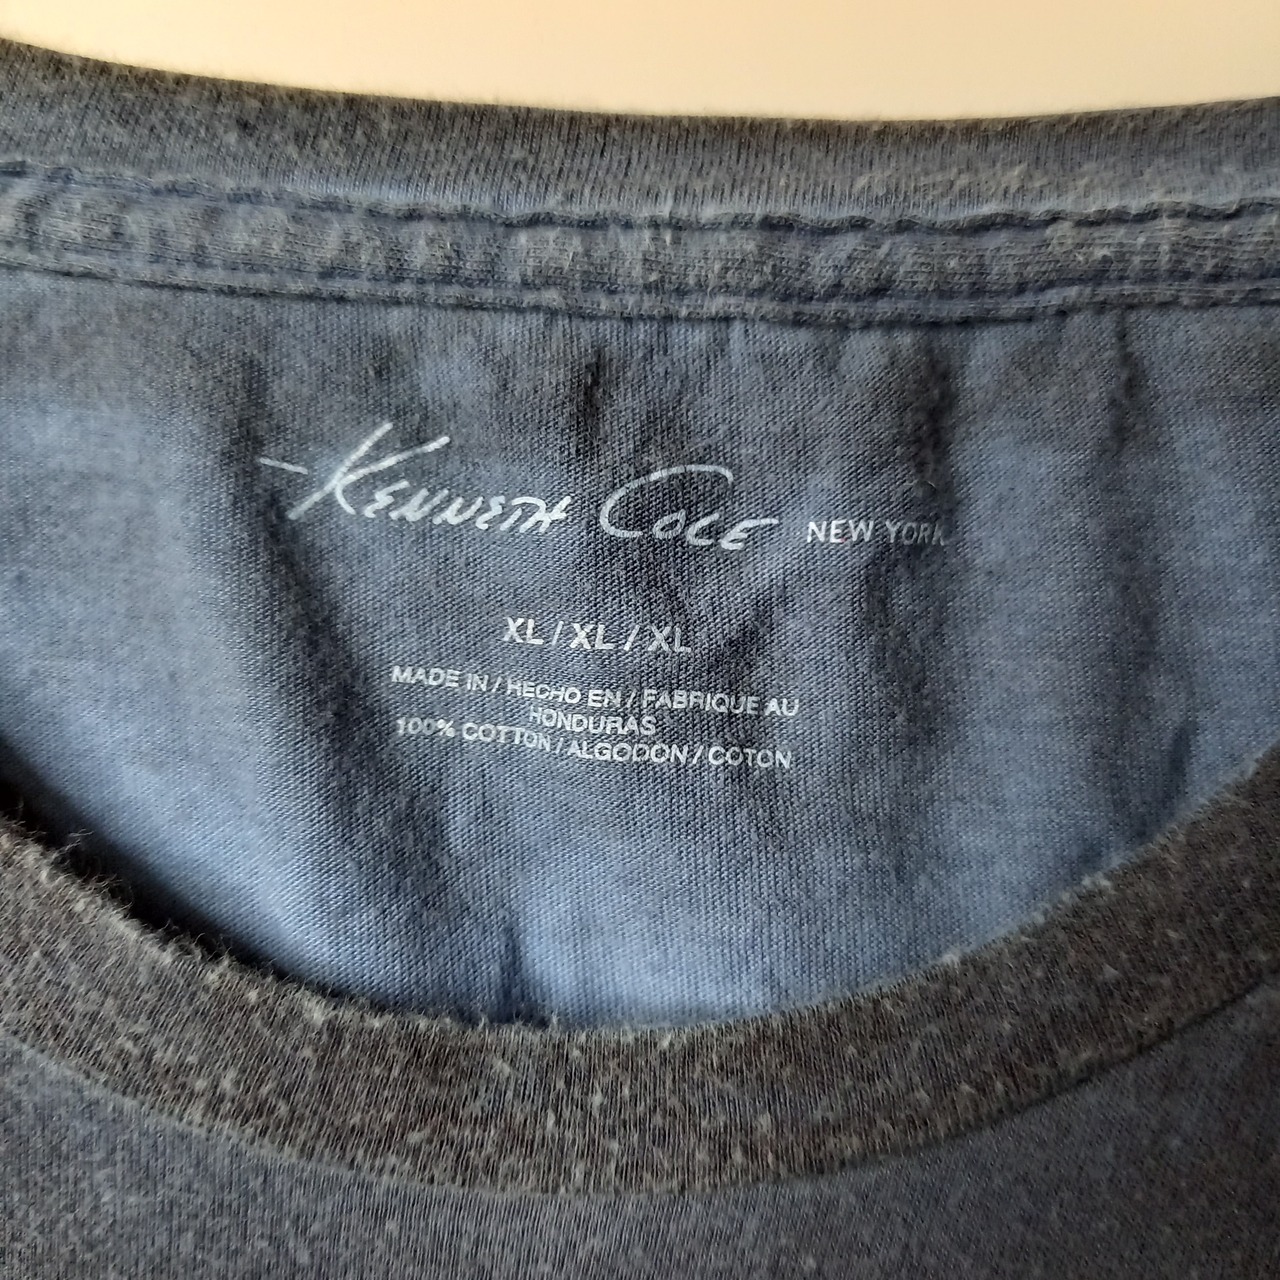 Kenneth Cole NEW YORK
XL / XL / XL
MADE IN / HECHO EN / FABRIQUE AU
HONDURAS
100% COTTON / ALGODON / COTON